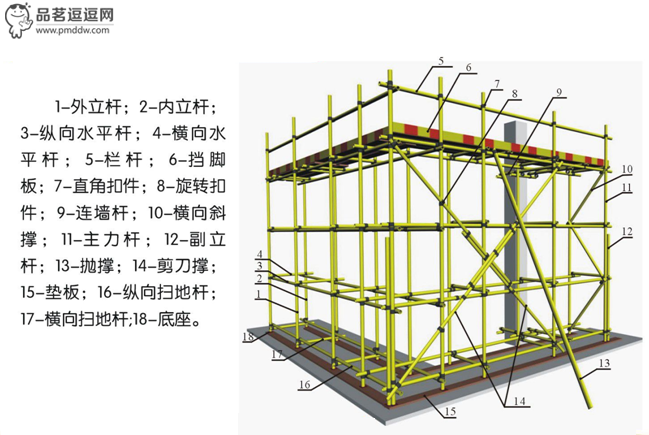 品茗逗逗网
www.pmddw.com
1-外立杆；2-内立杆；
3-纵向水平杆；4-横向水
平杆；5-栏杆；6-挡脚
板；7-直角扣件；8-旋转扣
件；9-连墙杆；10-横向斜
撑；11-主力杆；12-副立
杆；13-抛撑；14-剪刀撑；
15-垫板；16-纵向扫地杆；
17-横向扫地杆;18-底座。
5
6
7
8
9
10
11
12
4
3
2
1
18
17
16
15
14
13